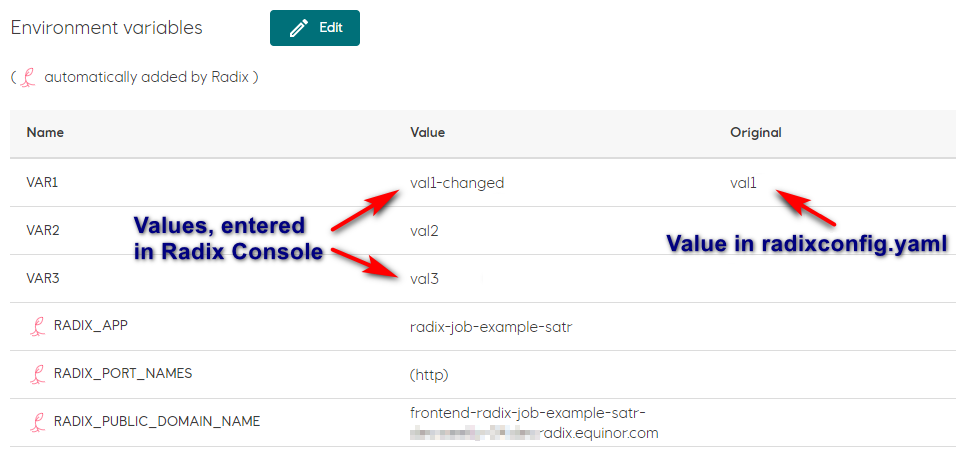 Environment variables
Edit
( automatically added by Radix )
Name Value Original
VAR1 val1-changed val1
Values, entered
in Radix Console
Value in radixconfig.yaml
VAR2 val2
VAR3 val3
RADIX_APP radix-job-example-satr
RADIX_PORT_NAMES (http)
RADIX_PUBLIC_DOMAIN_NAME frontend-radix-job-example-satr-
radix.equinor.com